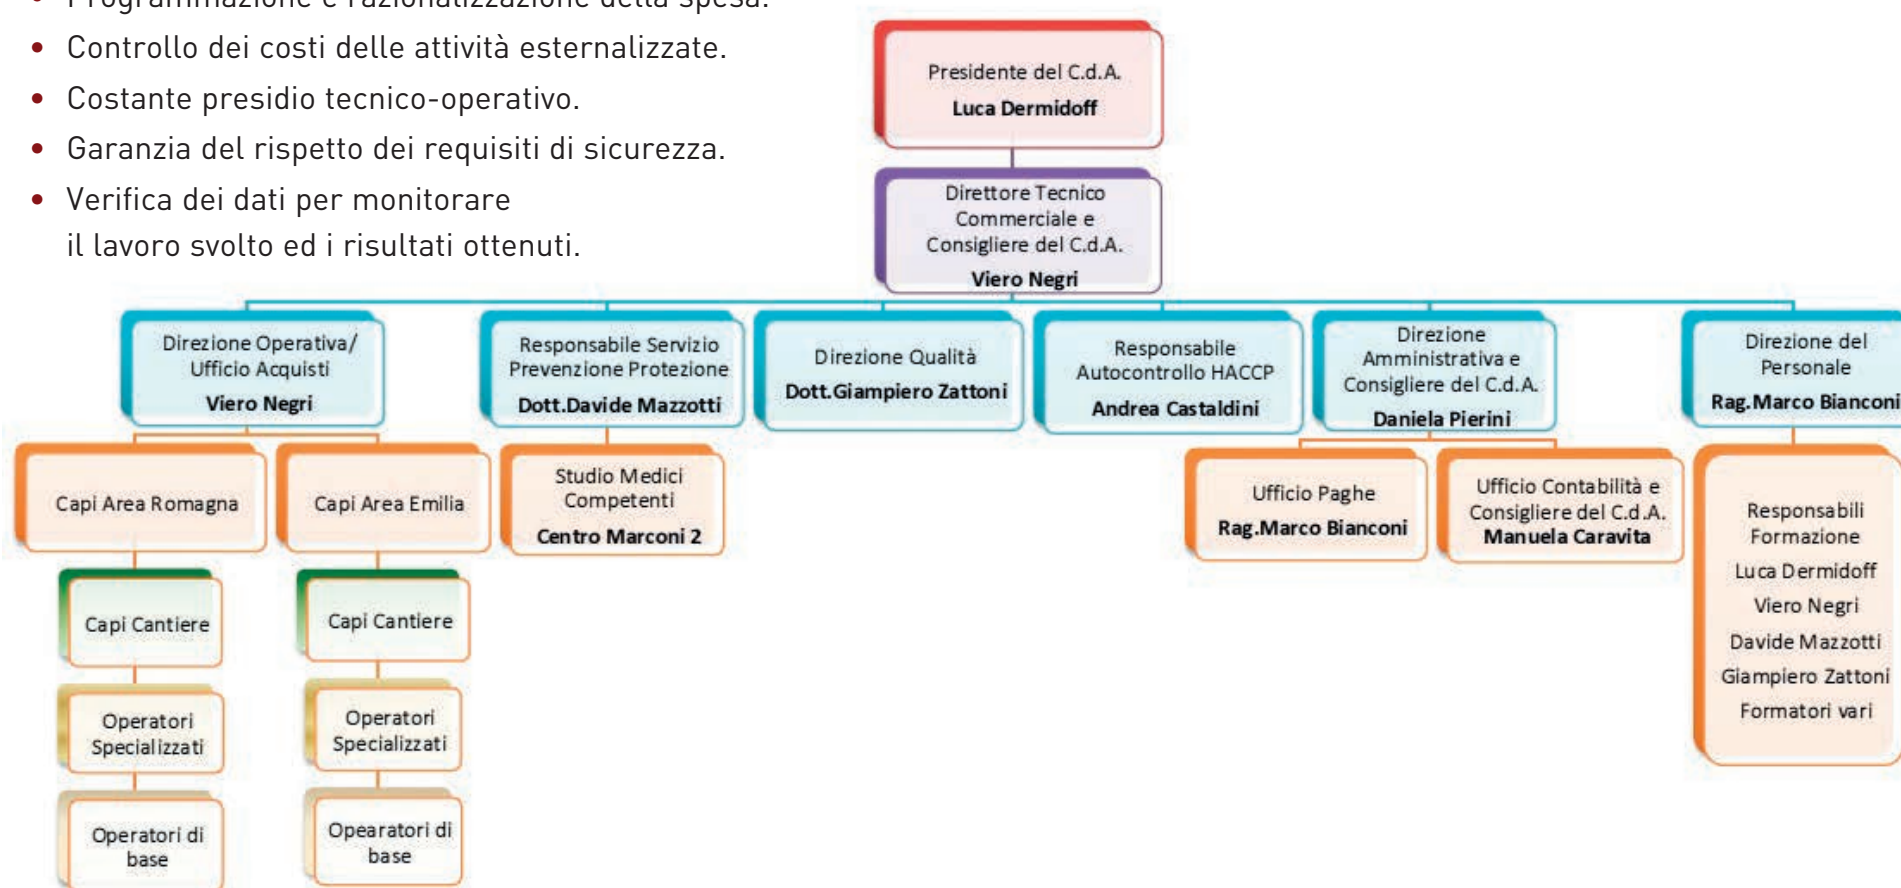 • Programmazione e razionalizzazione della spesa.
• Controllo dei costi delle attività esternalizzate.
• Costante presidio tecnico-operativo.
• Garanzia del rispetto dei requisiti di sicurezza.
• Verifica dei dati per monitorare
il lavoro svolto ed i risultati ottenuti.
Presidente del C.d.A.
Luca Dermidoff
Direttore Tecnico
Commerciale e
Consigliere del C.d.A.
Viero Negri
Direzione Operativa/
Ufficio Acquisti
Viero Negri
Responsabile Servizio
Prevenzione Protezione
Dott.Davide Mazzotti
Direzione Qualità
Dott.Giampiero Zattoni
Responsabile
Autocontrollo HACCP
Andrea Castaldini
Direzione
Amministrativa e
Consigliere del C.d.A.
Daniela Pierini
Direzione del
Personale
Rag.Marco Bianconi
Capi Area Romagna
Capi Area Emilia
Studio Medici
Competenti
Centro Marconi 2
Ufficio Paghe
Rag.Marco Bianconi
Ufficio Contabilità e
Consigliere del C.d.A.
Manuela Caravita
Responsabili
Formazione
Luca Dermidoff
Viero Negri
Davide Mazzotti
Giampiero Zattoni
Formatori vari
Capi Cantiere
Capi Cantiere
Operatori
Specializzati
Operatori
Specializzati
Operatori di
base
Opearatori di
base